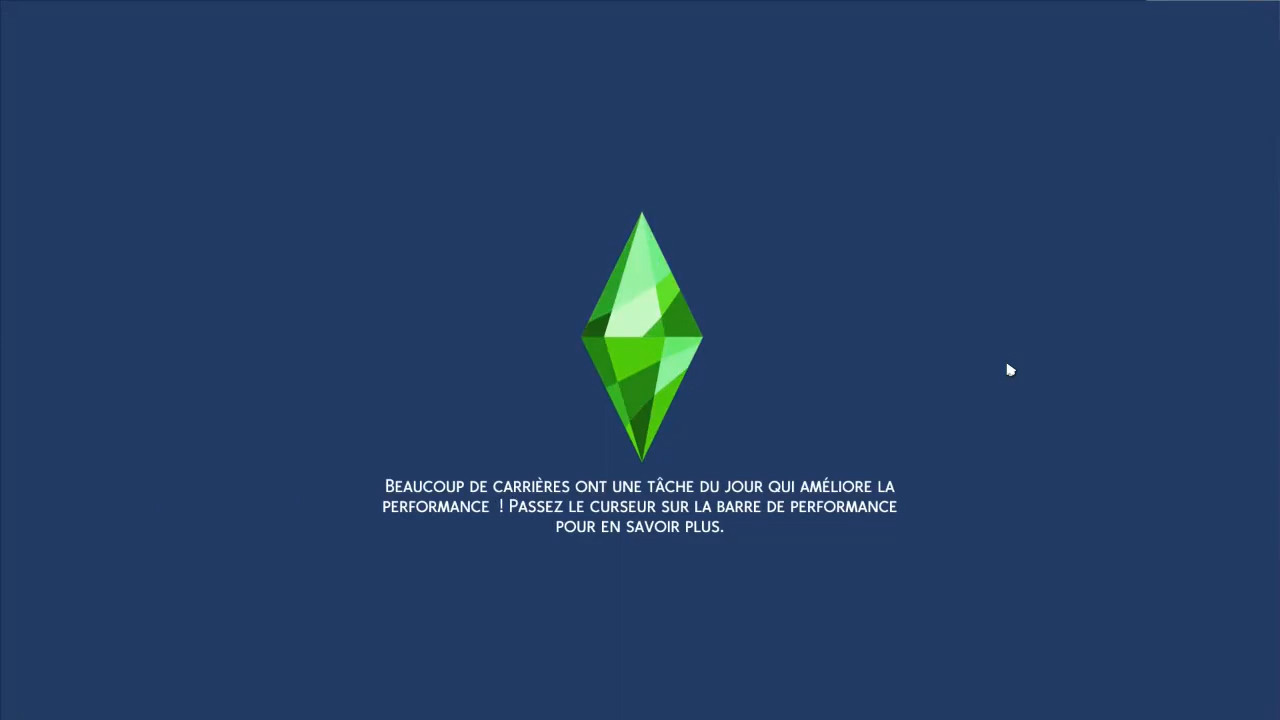 Beaucoup de carrières ont une tâche du jour qui améliore la
performance  ! Passez le curseur sur la barre de performance
pour en savoir plus.